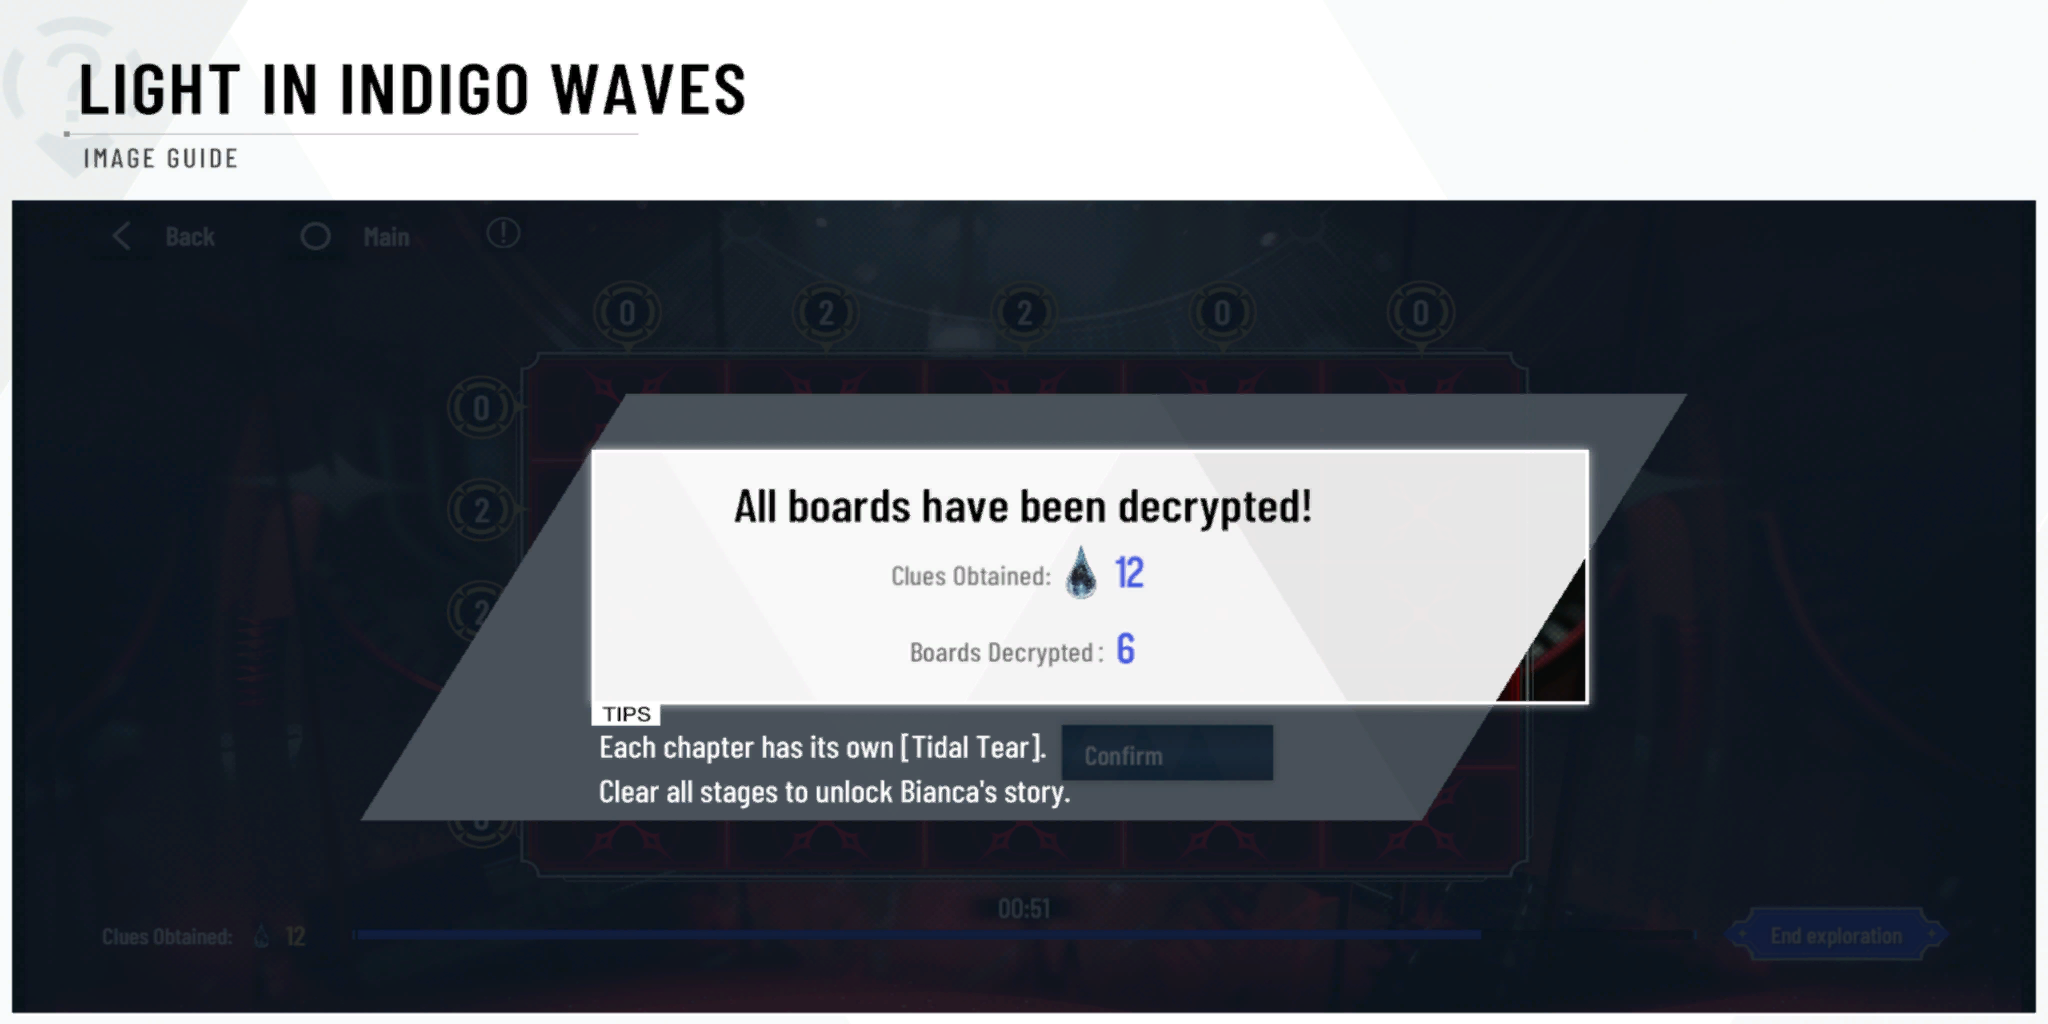 LIGHT IN INDIGO WAVES
IMAGE GUIDE
Back
Main
0
2
2
0
0
0
2
2
All boards have been decrypted!
Clues Obtained: 12
Boards Decrypted: 6
TIPS
Each chapter has its own [Tidal Tear].
Confirm
Clear all stages to unlock Bianca's story.
00:51
Clues Obtained: 12
End exploration